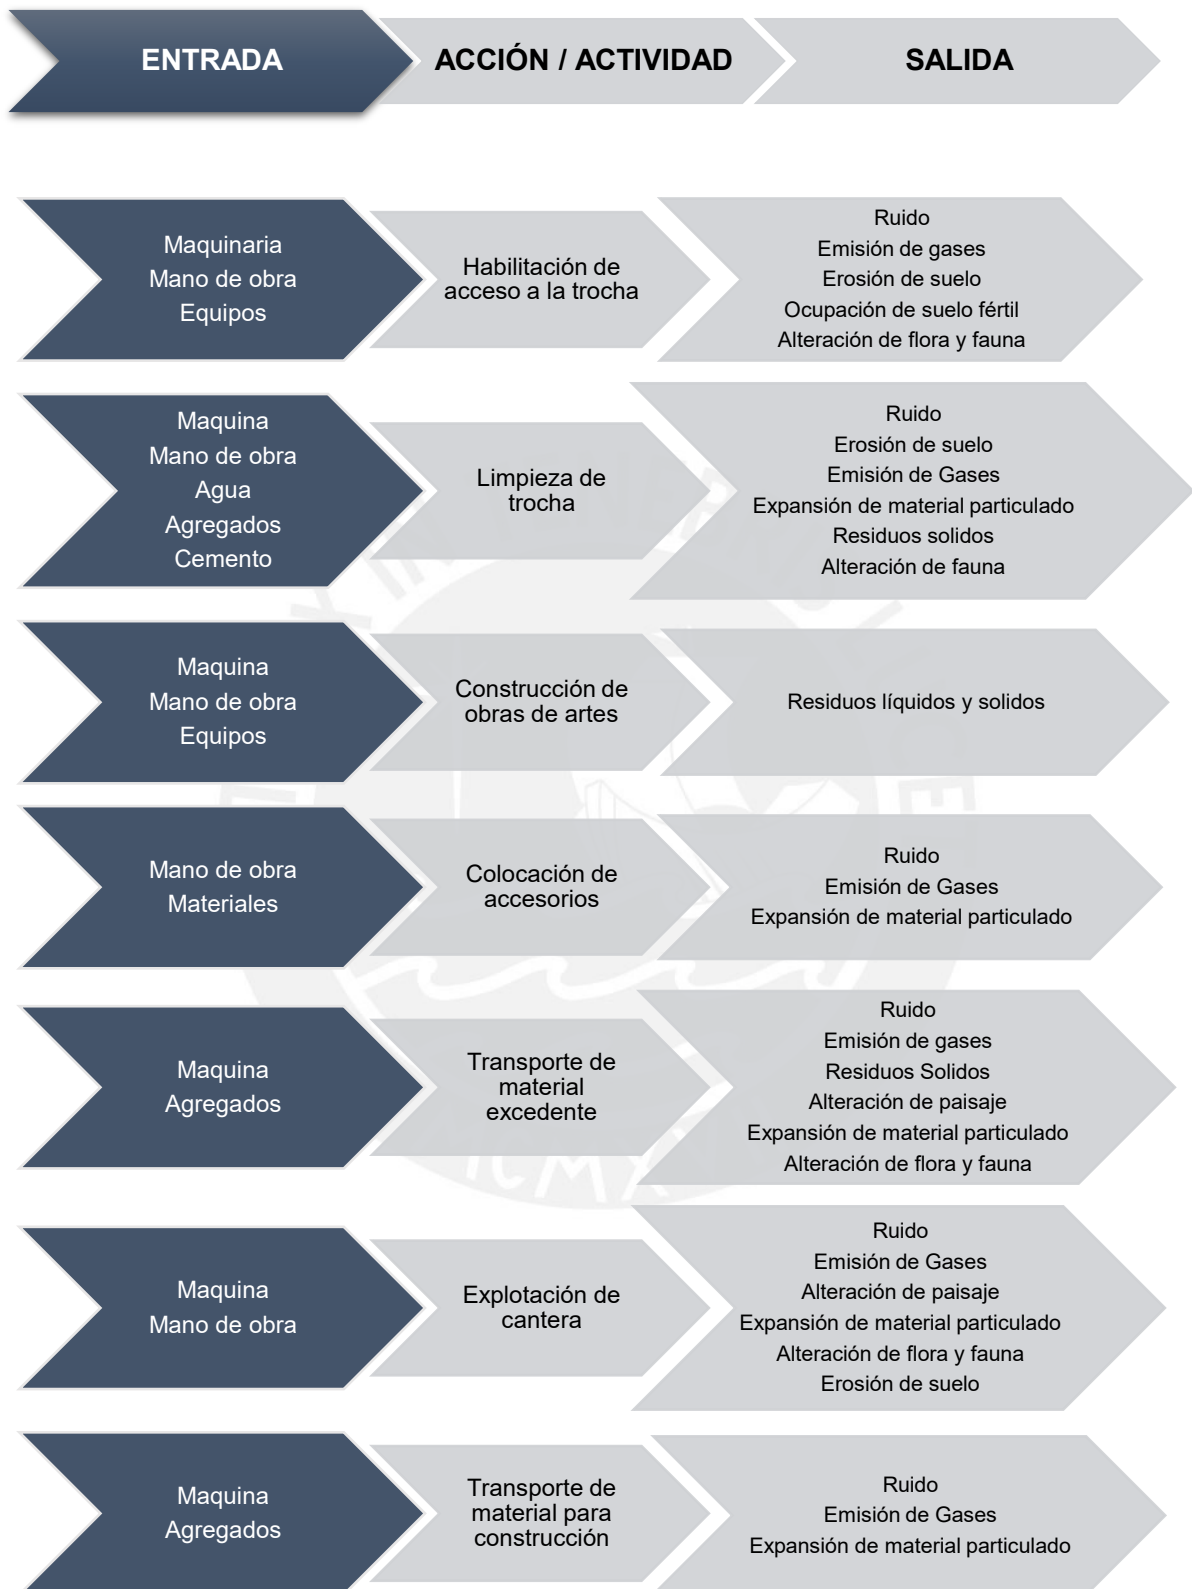 ENTRADA
ACCIÓN / ACTIVIDAD
SALIDA
Maquinaria
Mano de obra
Equipos
Habilitación de
acceso a la trocha
Ruido
Emisión de gases
Erosión de suelo
Ocupación de suelo fértil
Alteración de flora y fauna
Maquina
Mano de obra
Agua
Agregados
Cemento
Limpieza de
trocha
Ruido
Erosión de suelo
Emisión de Gases
Expansión de material particulado
Residuos solidos
Alteración de fauna
Maquina
Mano de obra
Equipos
Construcción de
obras de artes
Residuos líquidos y solidos
Mano de obra
Materiales
Colocación de
accesorios
Ruido
Emisión de Gases
Expansión de material particulado
Maquina
Agregados
Transporte de
material
excedente
Ruido
Emisión de gases
Residuos Solidos
Alteración de paisaje
Expansión de material particulado
Alteración de flora y fauna
Maquina
Mano de obra
Explotación de
cantera
Ruido
Emisión de Gases
Alteración de paisaje
Expansión de material particulado
Alteración de flora y fauna
Erosión de suelo
Maquina
Agregados
Transporte de
material para
construcción
Ruido
Emisión de Gases
Expansión de material particulado